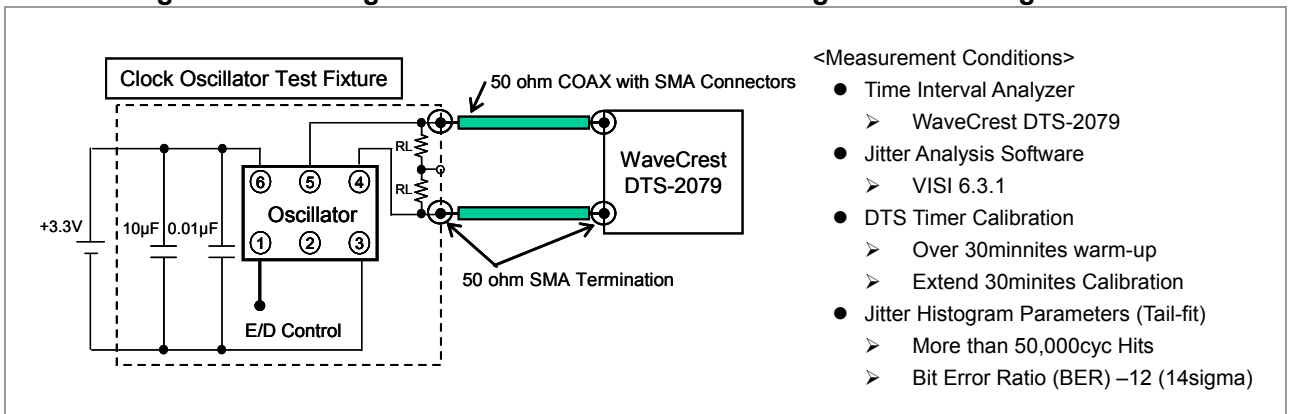 Clock Oscillator Test Fixture
50 ohm COAX with SMA Connectors
RL
RL
WaveCrest
DTS-2079
⑥ ⑤ ④
Oscillator
① ② ③
+3.3V
10µF
0.01µF
50 ohm SMA Termination
E/D Control
<Measurement Conditions>
● Time Interval Analyzer
➢ WaveCrest DTS-2079
● Jitter Analysis Software
➢ VISI 6.3.1
● DTS Timer Calibration
➢ Over 30minnites warm-up
➢ Extend 30minites Calibration
● Jitter Histogram Parameters (Tail-fit)
➢ More than 50,000cyc Hits
➢ Bit Error Ratio (BER) –12 (14sigma)